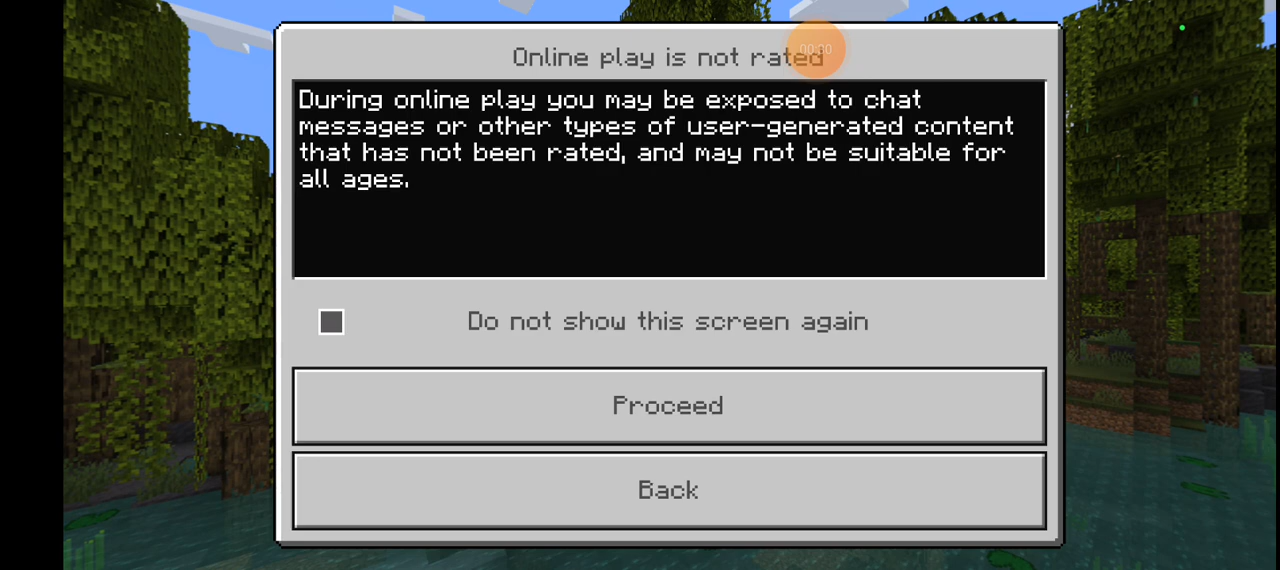 Online play is not rated
00:00
During online play you may be exposed to chat
messages or other types of user-generated content
that has not been rated, and may not be suitable for
all ages.
Do not show this screen again
Proceed
Back